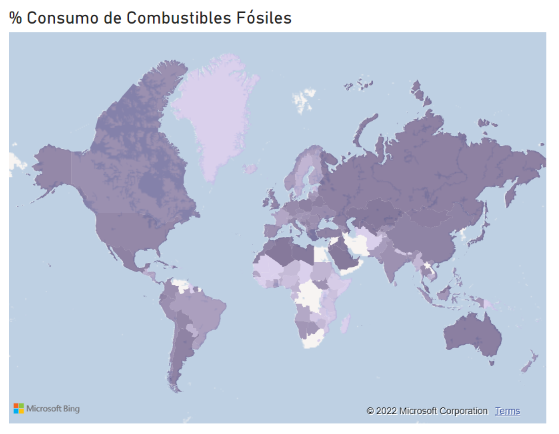 % Consumo de Combustibles Fósiles
Microsoft Bing
© 2022 Microsoft Corporation Terms